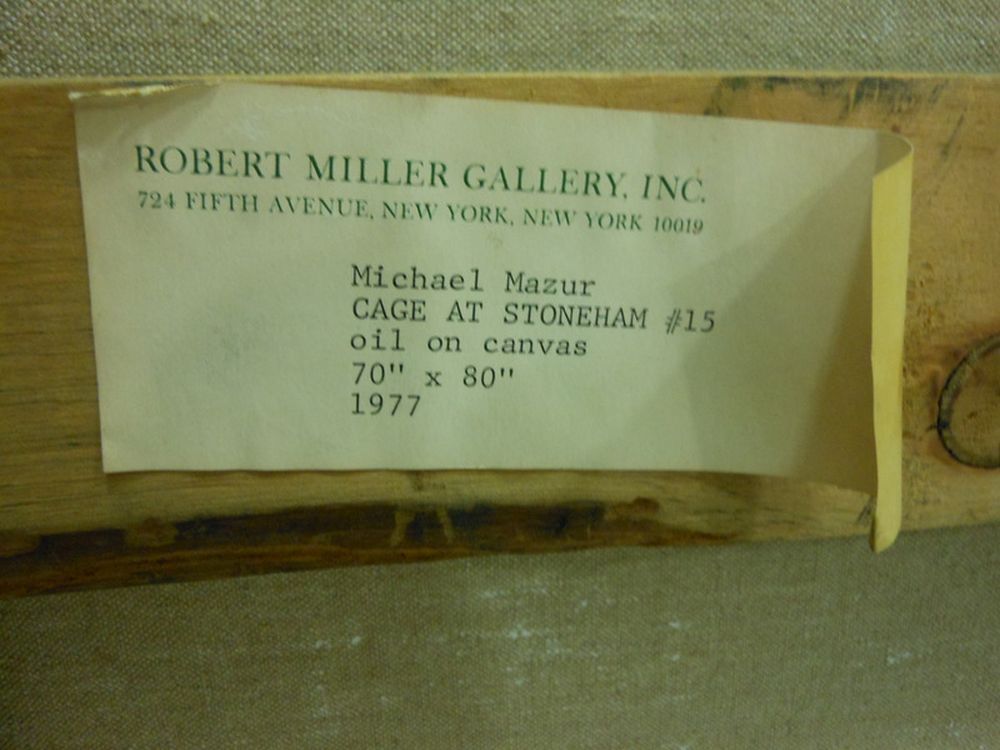 ROBERT MILLER GALLERY, INC.
724 FIFTH AVENUE, NEW YORK, NEW YORK 10019
Michael Mazur
CAGE AT STONEHAM #15
oil on canvas
70" x 80"
1977